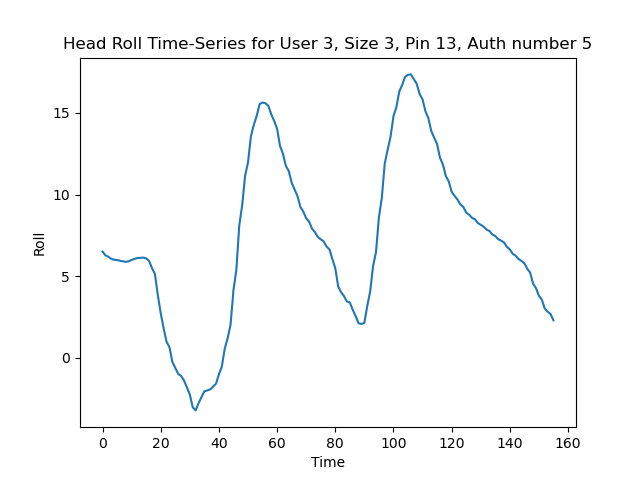 Head Roll Time-Series for User 3, Size 3, Pin 13, Auth number 5
15
10
5
0
Roll
0 20 40 60 80 100 120 140 160
Time